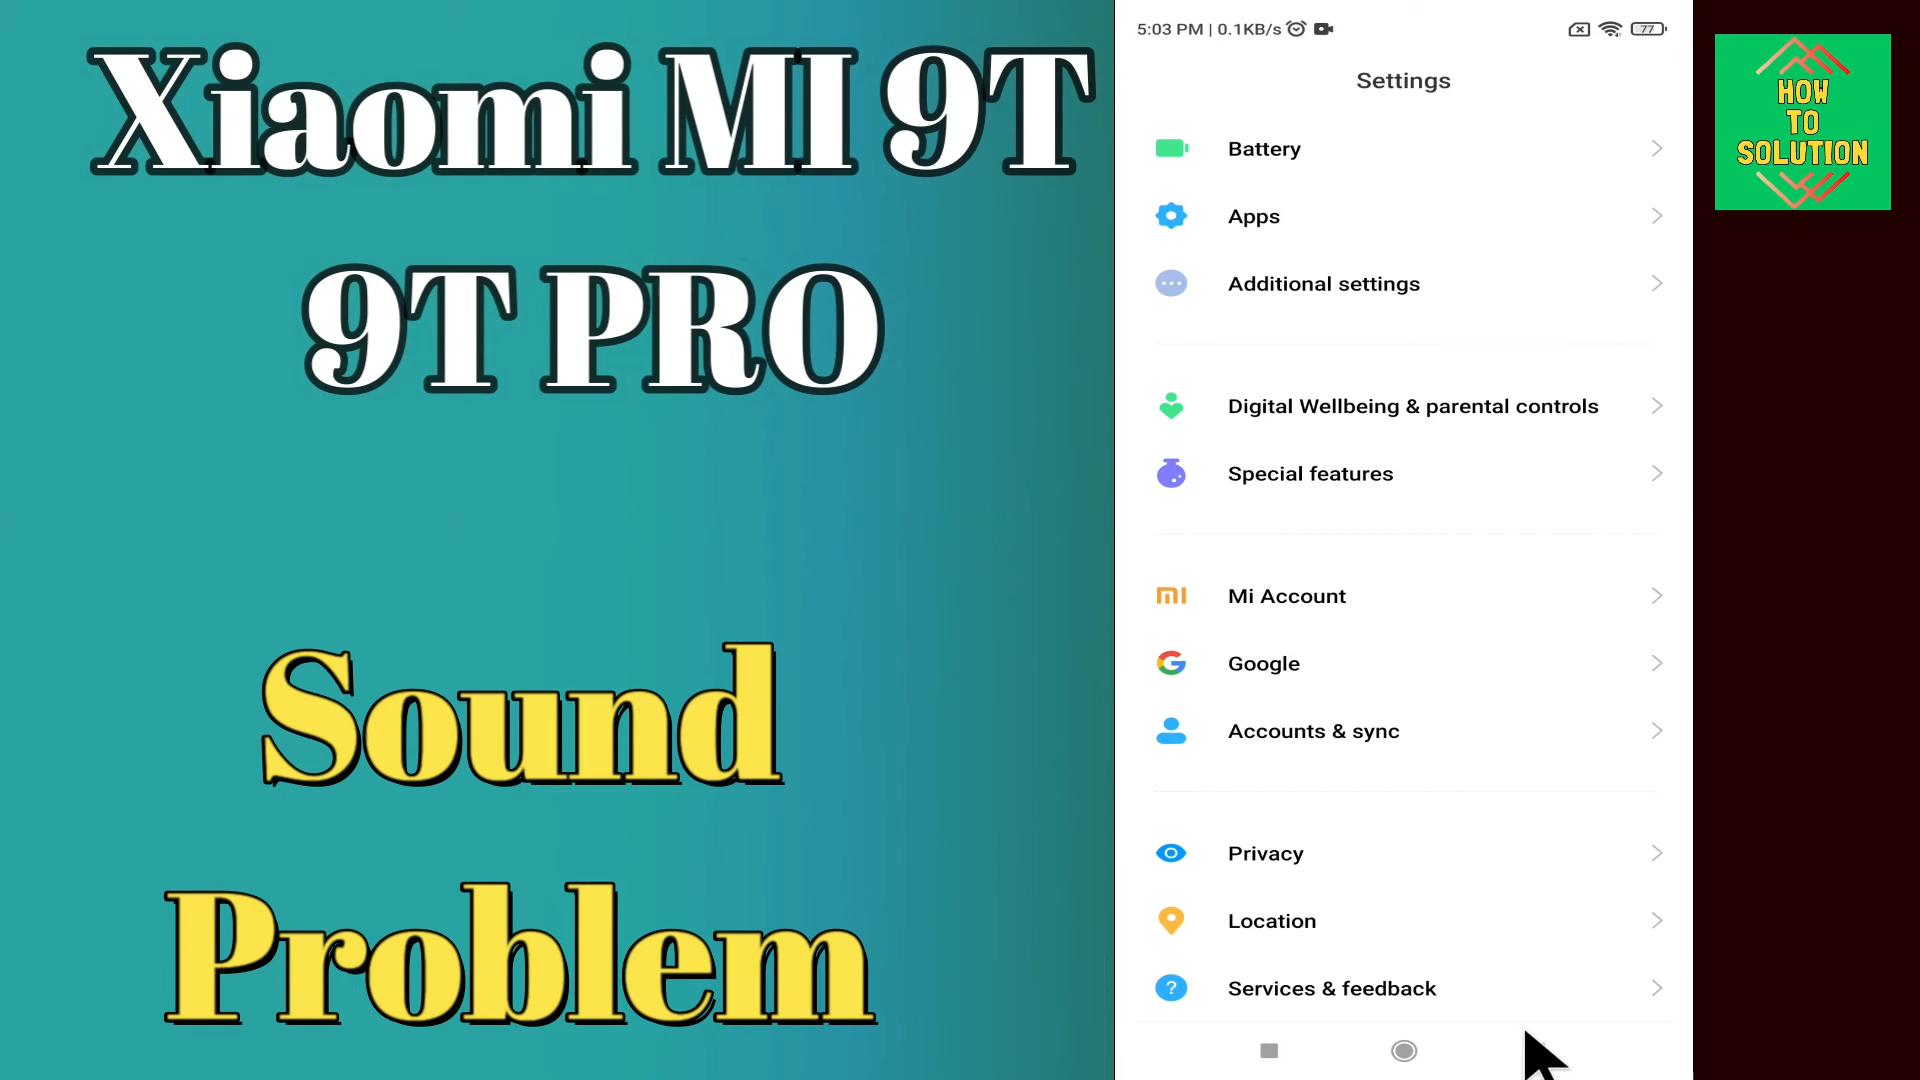 Xiaomi MI 9T
9T PRO
Sound
Problem
5:03 PM | 0.1KB/s
77
Settings
Battery
Apps
Additional settings
Digital Wellbeing & parental controls
Special features
Mi Account
Google
Accounts & sync
Privacy
Location
Services & feedback
HOW
TO
SOLUTION